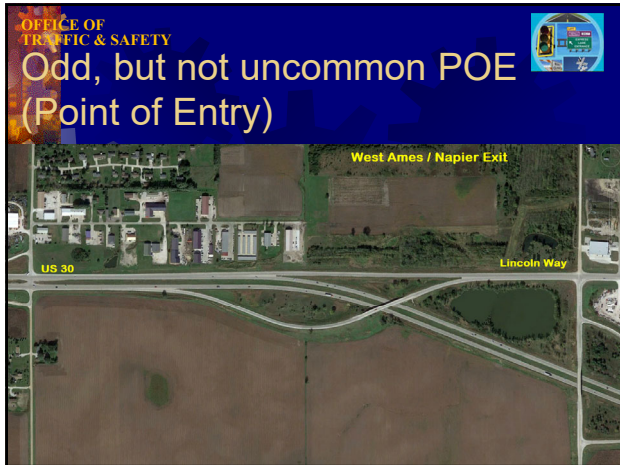 OFFICE OF
TRAFFIC & SAFETY
Odd, but not uncommon POE
(Point of Entry)
West Ames / Napier Exit
US 30
Lincoln Way